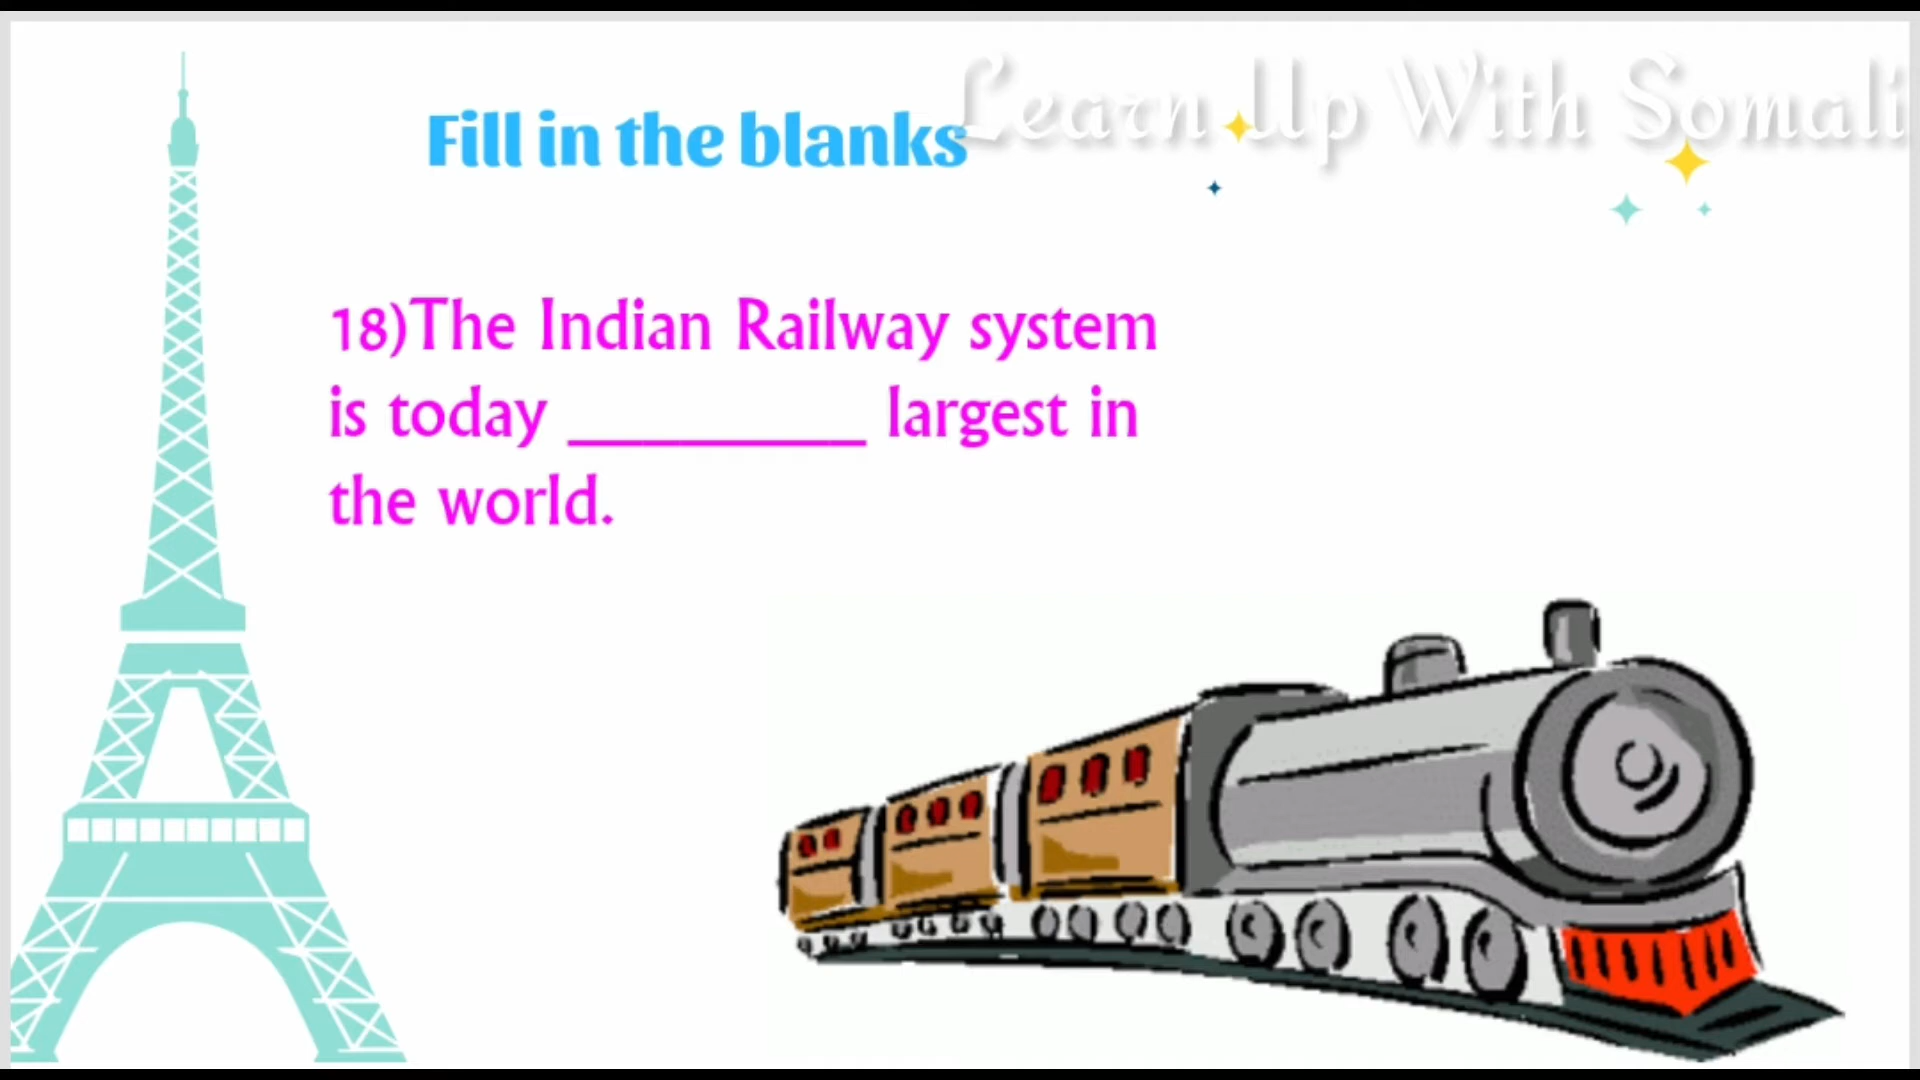 Learn Up With Somali
Fill in the blanks
18)The Indian Railway system
is today ________ largest in
the world.